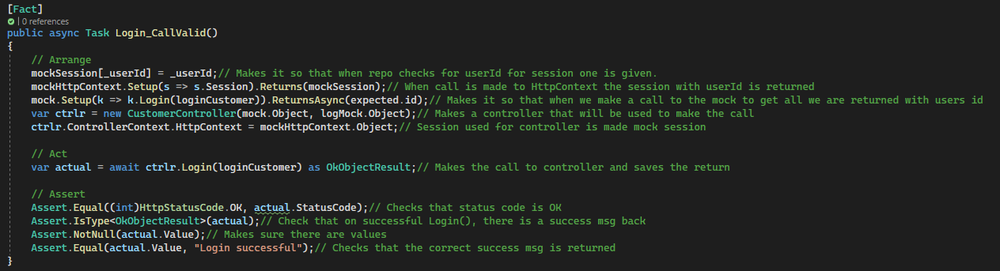 [Fact]
| 0 references
public async Task Login_CallValid()
{
// Arrange
mockSession[_userId] = _userId;// Makes it so that when repo checks for userId for session one is given.
mockHttpContext.Setup(s => s.Session).Returns(mockSession);// When call is made to HttpContext the session with userId is returned
mock.Setup(k => k.Login(loginCustomer)).ReturnsAsync(expected.id);// Makes it so that when we make a call to the mock to get all we are returned with users id
var ctrlr = new CustomerController(mock.Object, logMock.Object);// Makes a controller that will be used to make the call
ctrlr.ControllerContext.HttpContext = mockHttpContext.Object;// Session used for controller is made mock session
// Act
var actual = await ctrlr.Login(loginCustomer) as OkObjectResult;// Makes the call to controller and saves the return
// Assert
Assert.Equal((int)HttpStatusCode.OK, actual.StatusCode);// Checks that status code is OK
Assert.IsType<OkObjectResult>(actual);// Check that on successful Login(), there is a success msg back
Assert.NotNull(actual.Value);// Makes sure there are values
Assert.Equal(actual.Value, "Login successful");// Checks that the correct success msg is returned
}